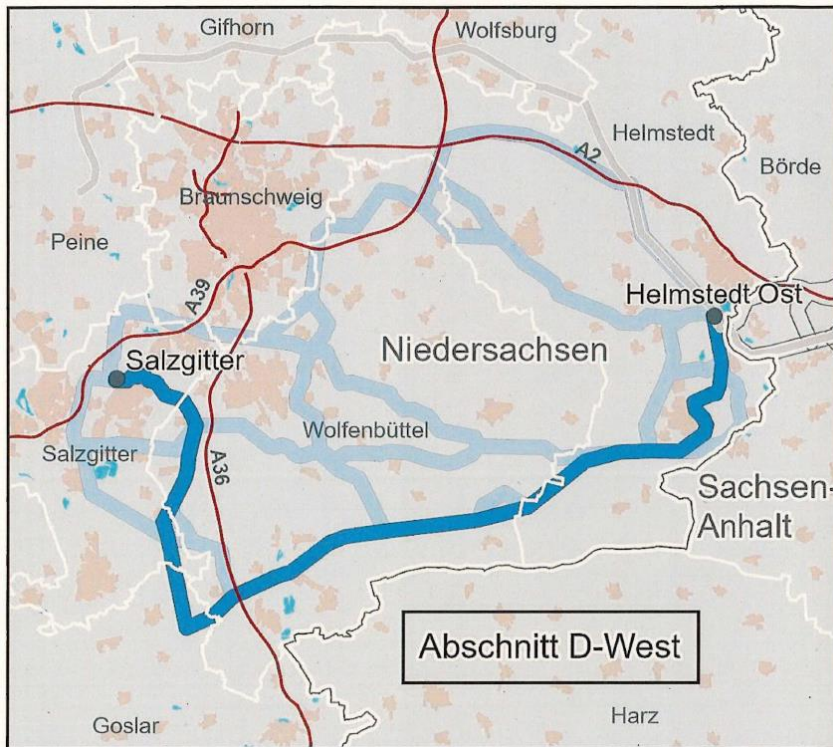 Gifhorn
Wolfsburg
A2
Helmstedt
Börde
Braunschweig
Peine
A39
Helmstedt Ost
Salzgitter
Niedersachsen
Wolfenbüttel
Salzgitter
A36
Sachsen-
Anhalt
Abschnitt D-West
Goslar
Harz